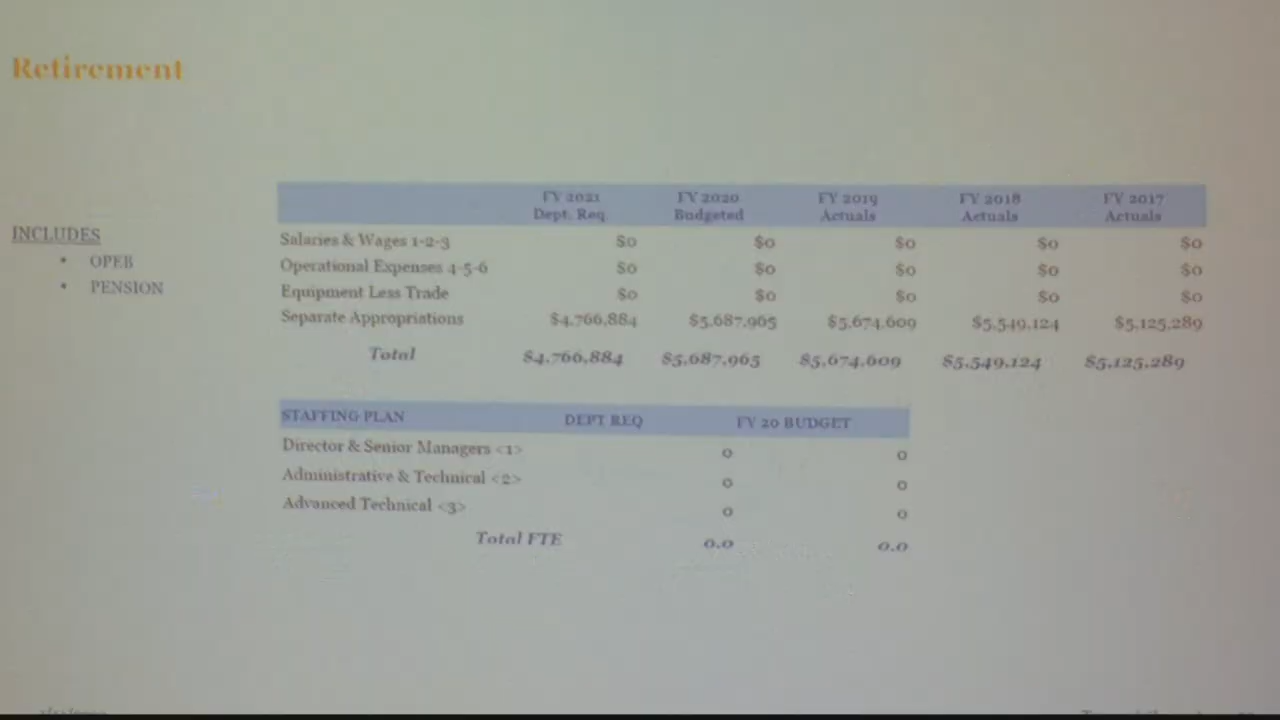 Retirement
INCLUDES
• OPEB
• PENSION
FY 2021 FY 2020 FY 2019 FY 2018 FY 2017
Dept. Req. Budgeted Actuals Actuals Actuals
Salaries & Wages 1-2-3 $0 $0 $0 $0 $0
Operational Expenses 4-5-6 $0 $0 $0 $0 $0
Equipment Less Trade $0 $0 $0 $0 $0
Separate Appropriations $4,766,884 $5,687,965 $5,674,609 $5,549,124 $5,125,289
Total $4,766,884 $5,687,965 $5,674,609 $5,549,124 $5,125,289
STAFFING PLAN DEPT REQ FY 20 BUDGET
Director & Senior Managers <1> 0 0
Administrative & Technical <2> 0 0
Advanced Technical <3> 0 0
Total FTE 0.0 0.0